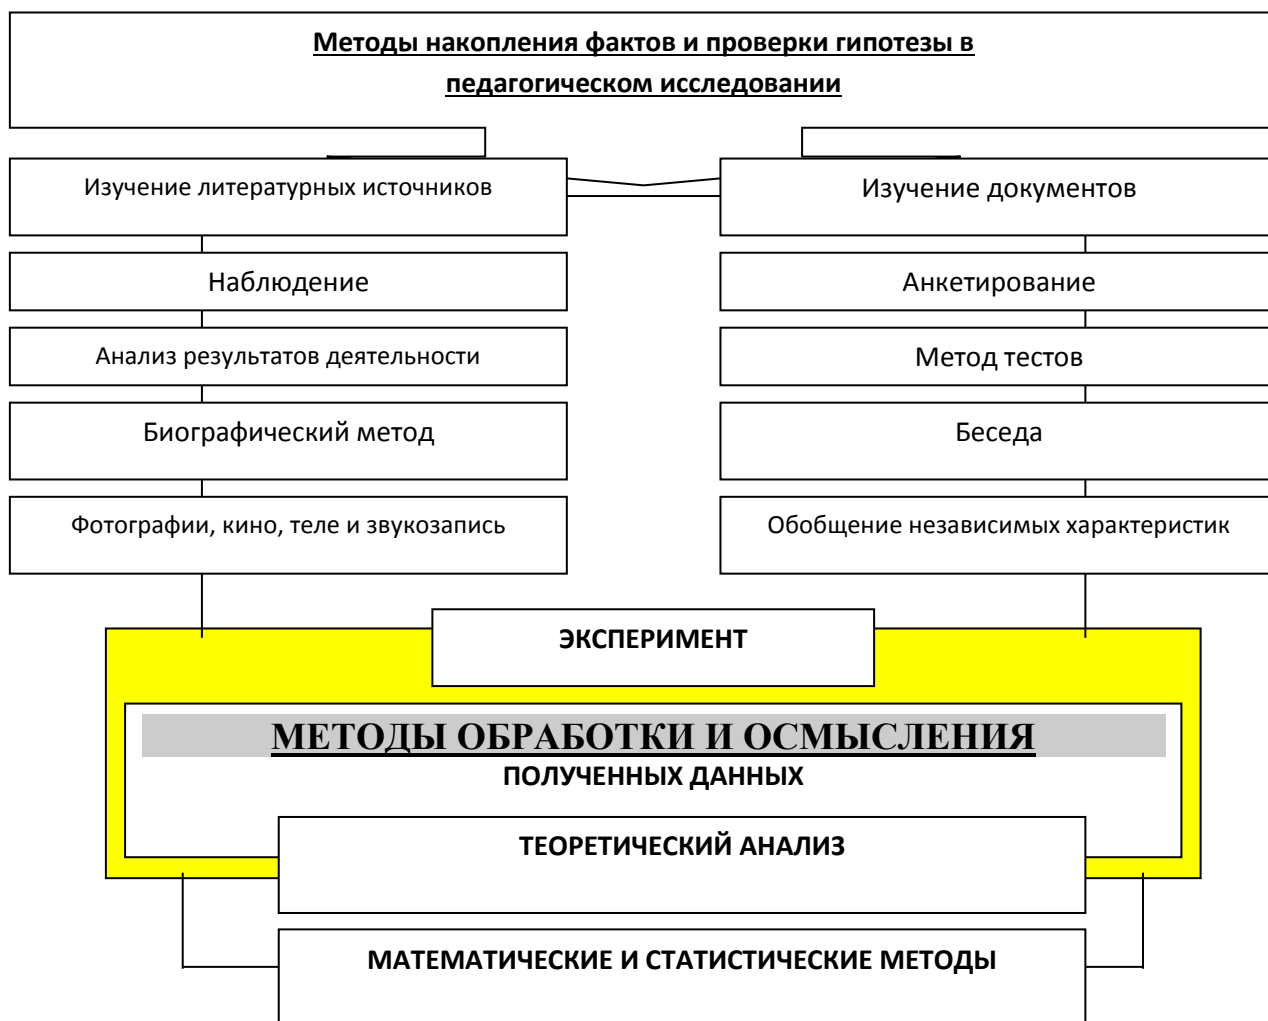 Методы накопления фактов и проверки гипотезы в
педагогическом исследовании
Изучение литературных источников
Изучение документов
Наблюдение
Анкетирование
Анализ результатов деятельности
Метод тестов
Биографический метод
Беседа
Фотографии, кино, теле и звукозапись
Обобщение независимых характеристик
ЭКСПЕРИМЕНТ
МЕТОДЫ ОБРАБОТКИ И ОСМЫСЛЕНИЯ
ПОЛУЧЕННЫХ ДАННЫХ
ТЕОРЕТИЧЕСКИЙ АНАЛИЗ
МАТЕМАТИЧЕСКИЕ И СТАТИСТИЧЕСКИЕ МЕТОДЫ